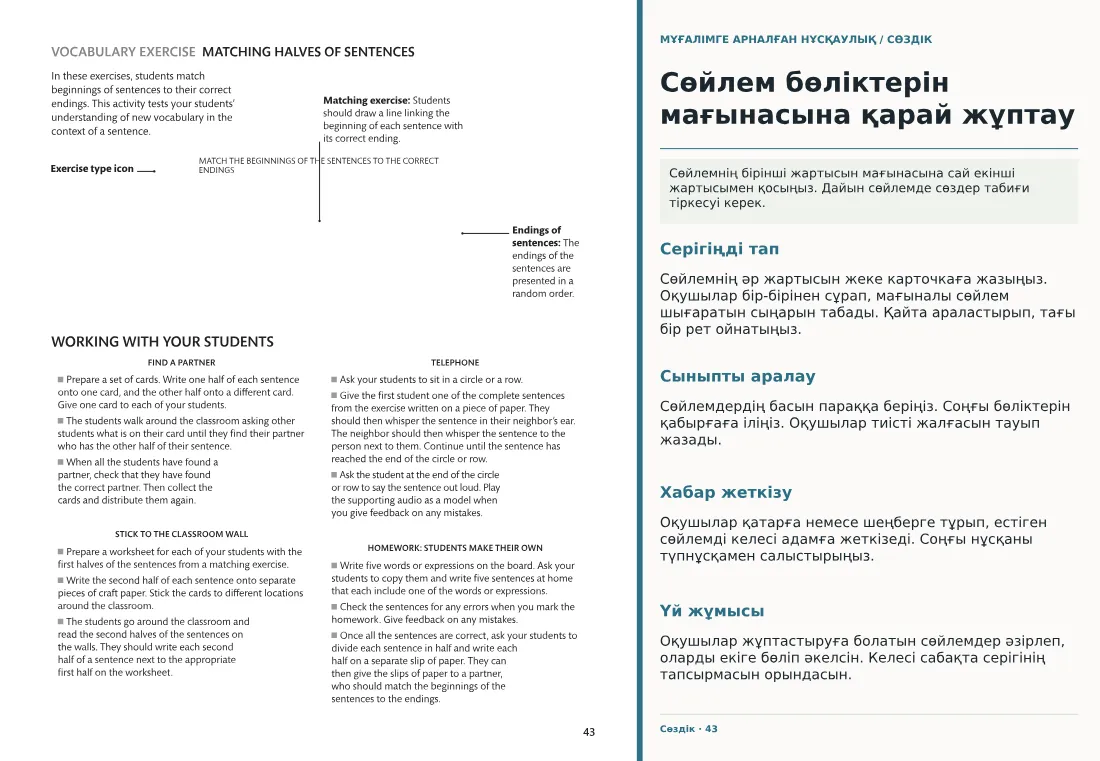 VOCABULARY EXERCISE MATCHING HALVES OF SENTENCES
In these exercises, students match
beginnings of sentences to their correct
endings. This activity tests your students'
understanding of new vocabulary in the
context of a sentence.
Matching exercise: Students
should draw a line linking the
beginning of each sentence with
its correct ending.
Exercise type icon
MATCH THE BEGINNINGS OF THE SENTENCES TO THE CORRECT
ENDINGS
Endings of
sentences: The
endings of the
sentences are
presented in a
random order.
WORKING WITH YOUR STUDENTS
FIND A PARTNER
■ Prepare a set of cards. Write one half of each sentence
onto one card, and the other half onto a different card.
Give one card to each of your students.
■ The students walk around the classroom asking other
students what is on their card until they find their partner
who has the other half of their sentence.
■ When all the students have found a
partner, check that they have found
the correct partner. Then collect the
cards and distribute them again.
STICK TO THE CLASSROOM WALL
■ Prepare a worksheet for each of your students with the
first halves of the sentences from a matching exercise.
■ Write the second half of each sentence onto separate
pieces of craft paper. Stick the cards to different locations
around the classroom.
■ The students go around the classroom and
read the second halves of the sentences on
the walls. They should write each second
half of a sentence next to the appropriate
first half on the worksheet.
TELEPHONE
■ Ask your students to sit in a circle or a row.
■ Give the first student one of the complete sentences
from the exercise written on a piece of paper. They
should then whisper the sentence in their neighbor's ear.
The neighbor should then whisper the sentence to the
person next to them. Continue until the sentence has
reached the end of the circle or row.
■ Ask the student at the end of the circle
or row to say the sentence out loud. Play
the supporting audio as a model when
you give feedback on any mistakes.
HOMEWORK: STUDENTS MAKE THEIR OWN
■ Write five words or expressions on the board. Ask your
students to copy them and write five sentences at home
that each include one of the words or expressions.
■ Check the sentences for any errors when you mark the
homework. Give feedback on any mistakes.
■ Once all the sentences are correct, ask your students to
divide each sentence in half and write each
half on a separate slip of paper. They can
then give the slips of paper to a partner,
who should match the beginnings of the
sentences to the endings.
43
МҰҒАЛІМГЕ АРНАЛҒАН НҰСҚАУЛЫҚ / СӨЗДІК
Сөйлем бөліктерін
мағынасына қарай жұптау
Сөйлемнің бірінші жартысын мағынасына сай екінші
жартысымен қосыңыз. Дайын сөйлемде сөздер табиғи
тіркесуі керек.
Серігіңді тап
Сөйлемнің әр жартысын жеке карточкаға жазыңыз.
Оқушылар бір-бірінен сұрап, мағыналы сөйлем
шығаратын сыңарын табады. Қайта араластырып, тағы
бір рет ойнатыңыз.
Сыныпты аралау
Сөйлемдердің басын параққа беріңіз. Соңғы бөліктерін
қабырғаға іліңіз. Оқушылар тиісті жалғасын тауып
жазады.
Хабар жеткізу
Оқушылар қатарға немесе шеңберге тұрып, естіген
сөйлемді келесі адамға жеткізеді. Соңғы нұсқаны
түпнұсқамен салыстырыңыз.
Үй жұмысы
Оқушылар жұптастыруға болатын сөйлемдер әзірлеп,
оларды екіге бөліп әкелсін. Келесі сабақта серігінің
тапсырмасын орындасын.
Сөздік · 43